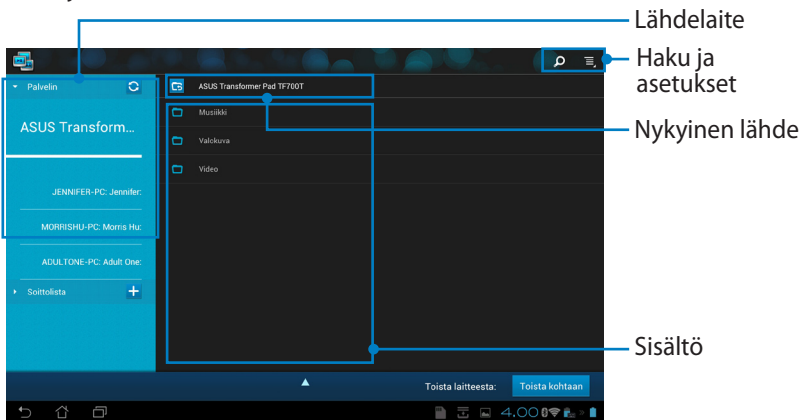 Lähdelaite
Haku ja
asetukset
Nykyinen lähde
Sisältö
Palvelin
ASUS Transform...
JENNIFER-PC: Jennifer:
MORRISHU-PC: Morris Hu:
ADULTONE-PC: Adult One:
Soittolista
ASUS Transformer Pad TF700T
Musiikki
Valokuva
Video
Toista laitteesta:
Toista kohtaan
4.00